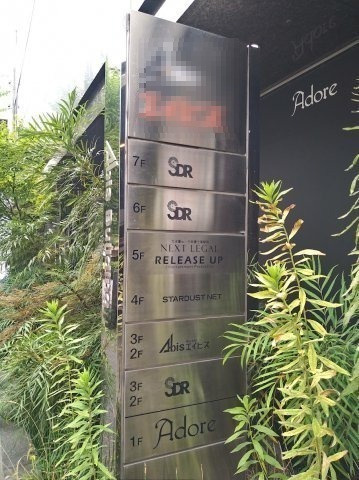 Adore
7F SDR
6F SDR
5F
NEXT LEGAL
RELEASE UP
4F STARDUST NET
3F
2F
Abis エイビス
3F
2F
SDR
1F Adore